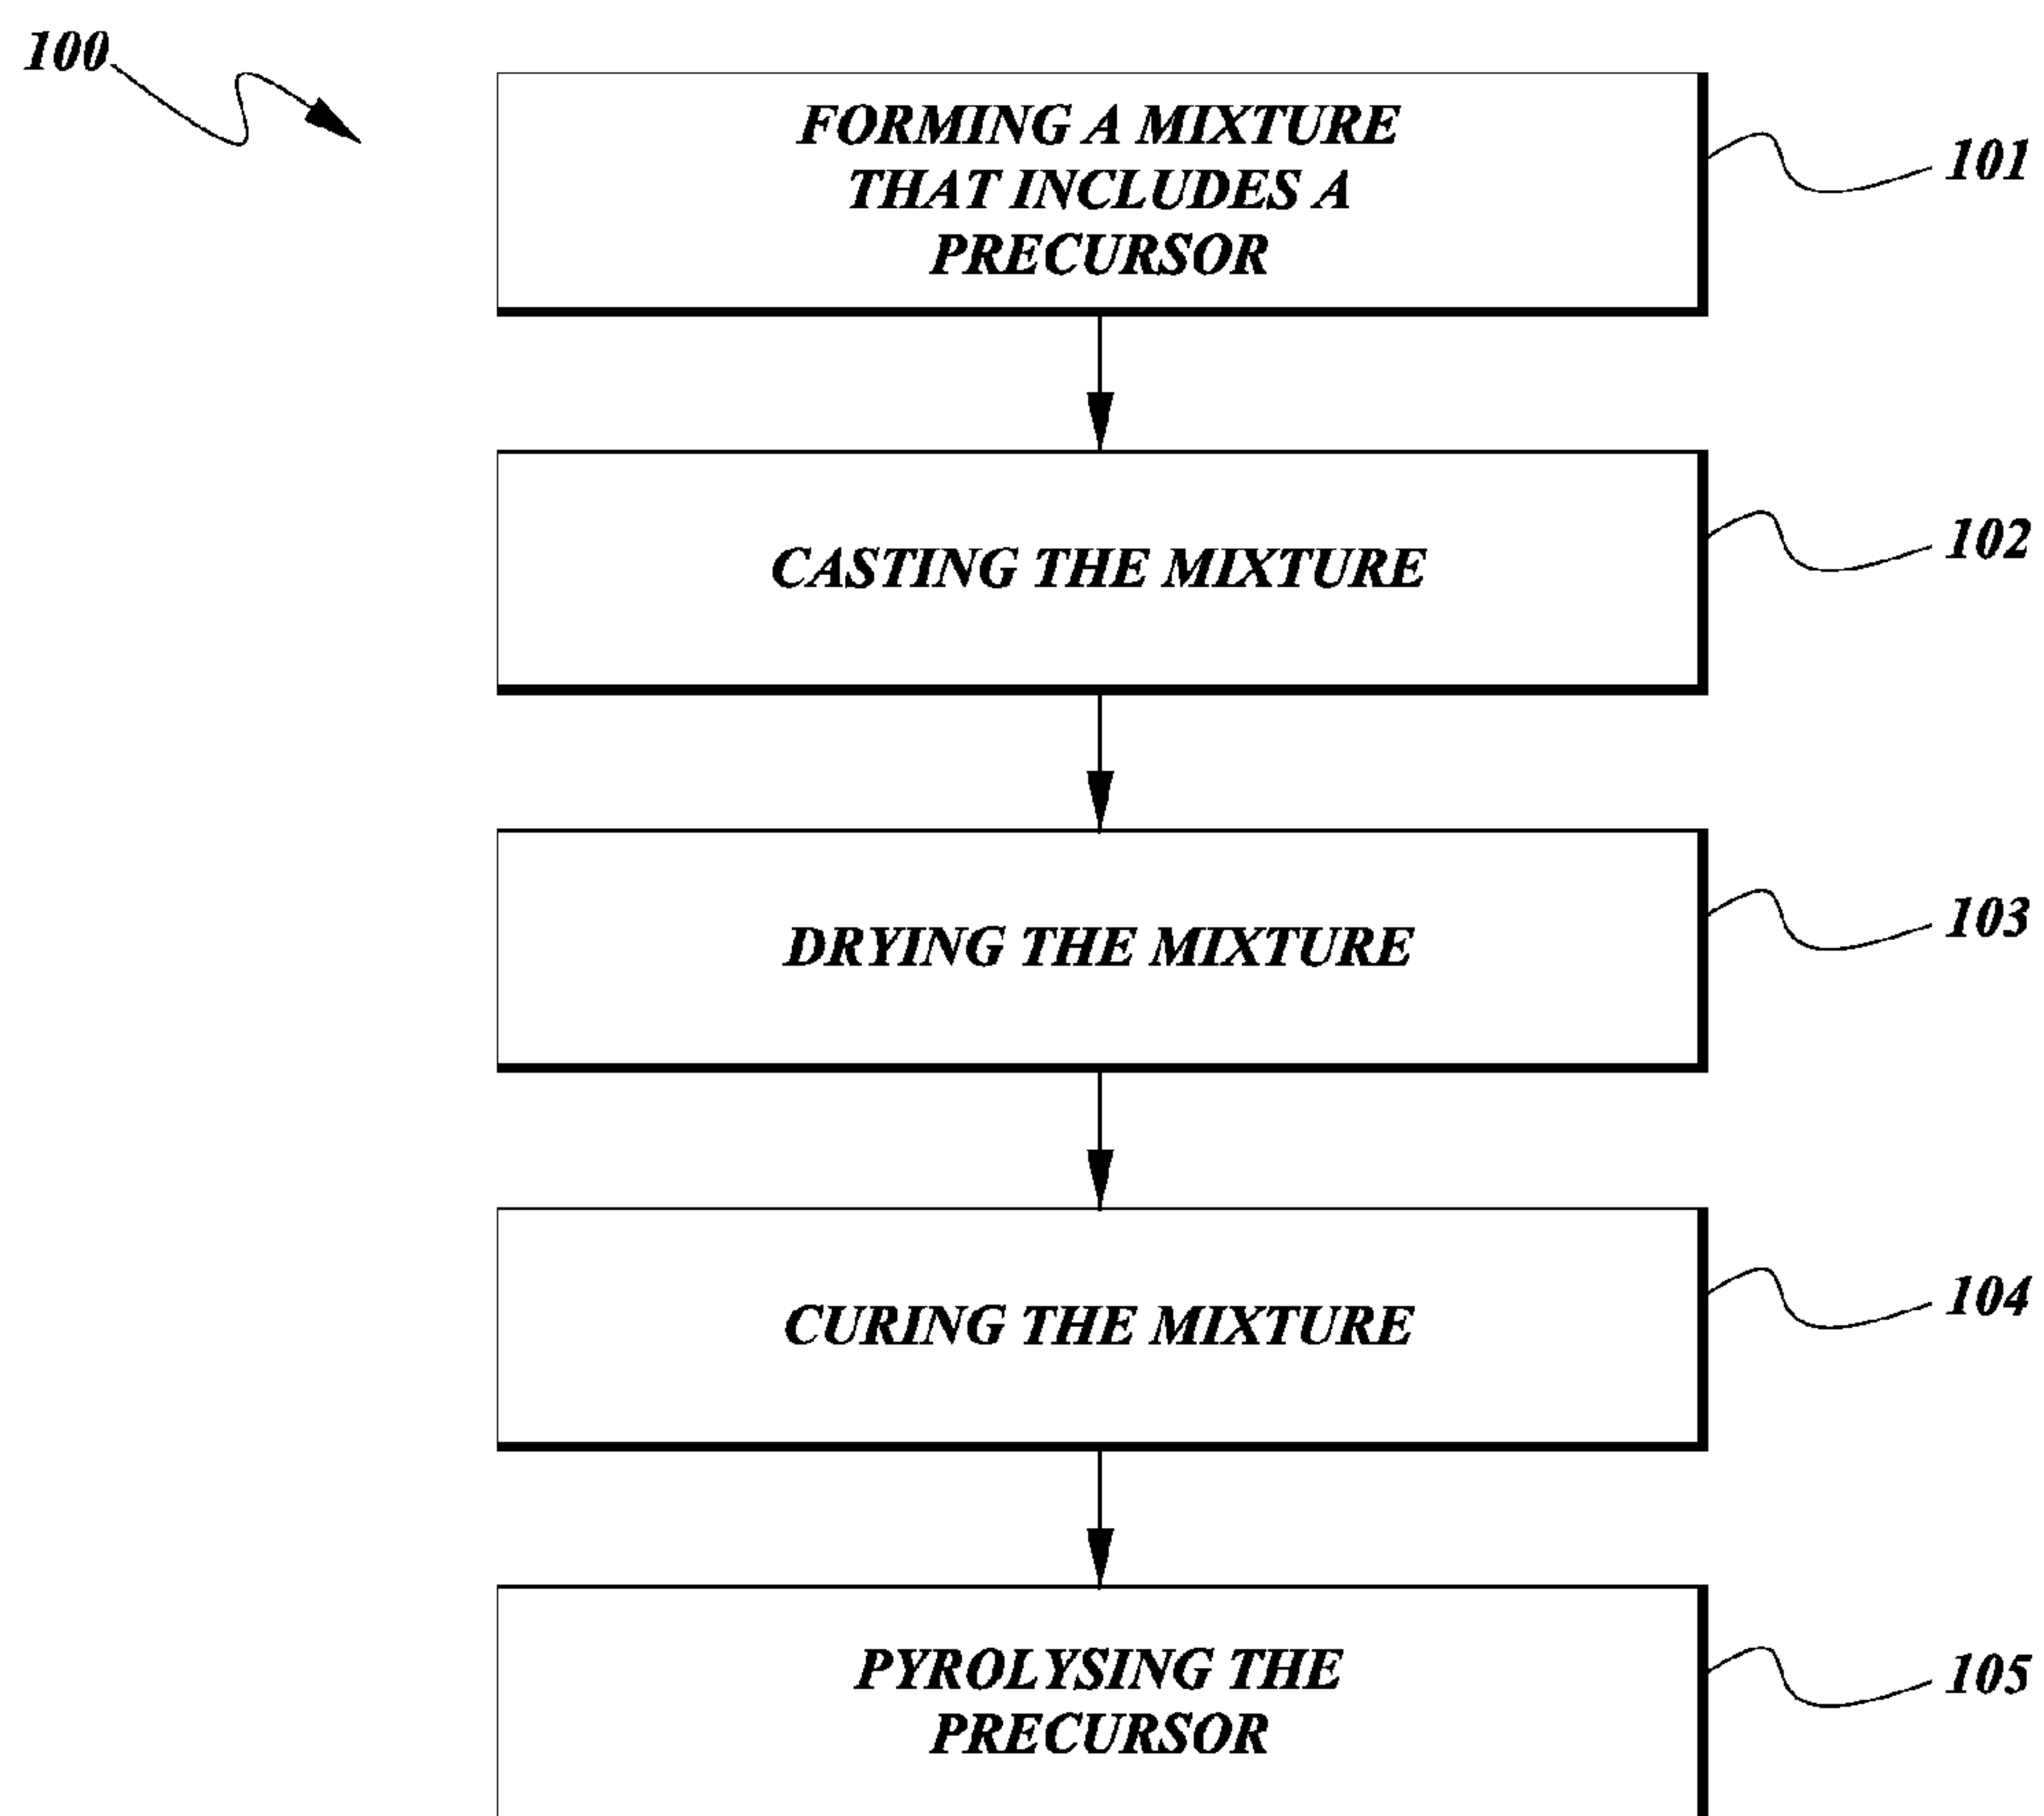 100
FORMING A MIXTURE
THAT INCLUDES A
PRECURSOR
101
CASTING THE MIXTURE
102
DRYING THE MIXTURE
103
CURING THE MIXTURE
104
PYROLYSING THE
PRECURSOR
105